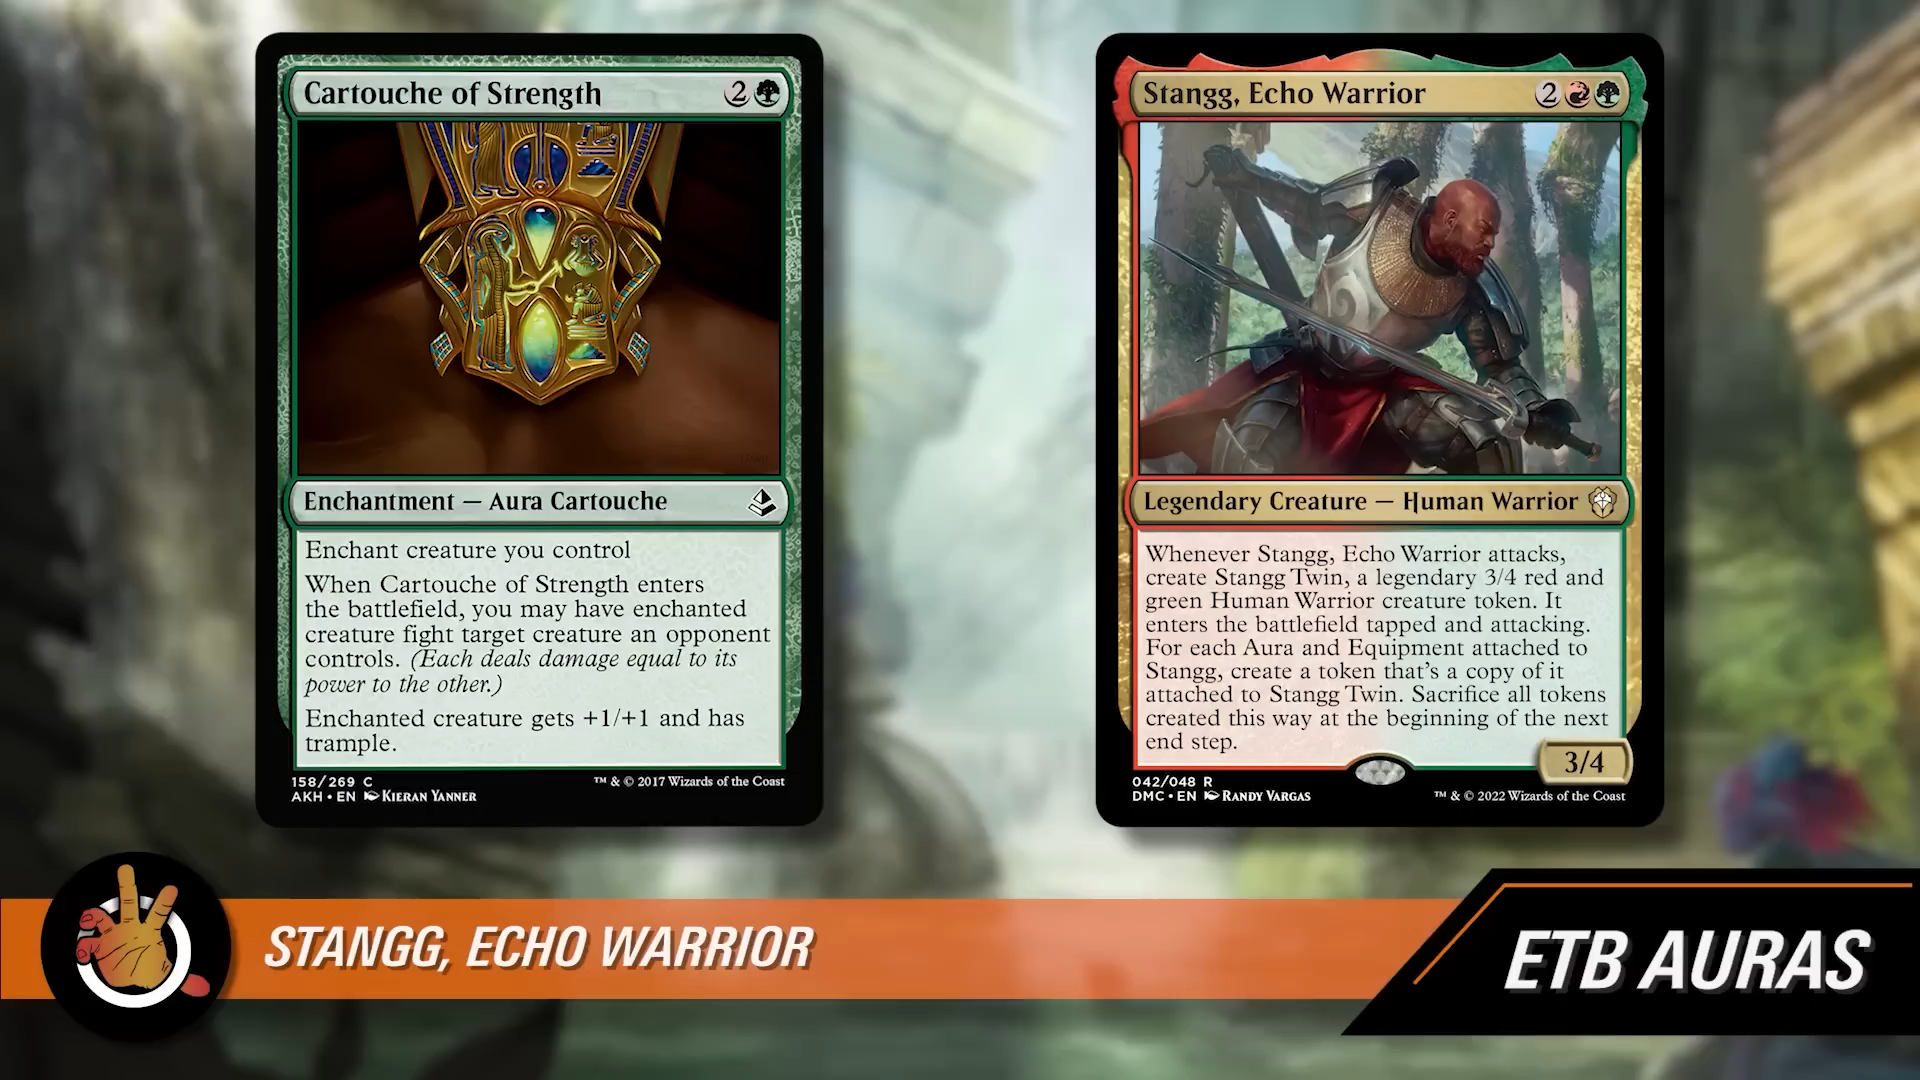 Cartouche of Strength
2
Enchantment — Aura Cartouche
Enchant creature you control
When Cartouche of Strength enters
the battlefield, you may have enchanted
creature fight target creature an opponent
controls. (Each deals damage equal to its
power to the other.)
Enchanted creature gets +1/+1 and has
trample.
158/269 C
AKH • EN KIERAN YANNER
™ & © 2017 Wizards of the Coast
Stangg, Echo Warrior
2
Legendary Creature — Human Warrior
Whenever Stangg, Echo Warrior attacks,
create Stangg Twin, a legendary 3/4 red and
green Human Warrior creature token. It
enters the battlefield tapped and attacking.
For each Aura and Equipment attached to
Stangg, create a token that's a copy of it
attached to Stangg Twin. Sacrifice all tokens
created this way at the beginning of the next
end step.
3/4
042/048 R
DMC • EN RANDY VARGAS
™ & © 2022 Wizards of the Coast
STANGG, ECHO WARRIOR
ETB AURAS